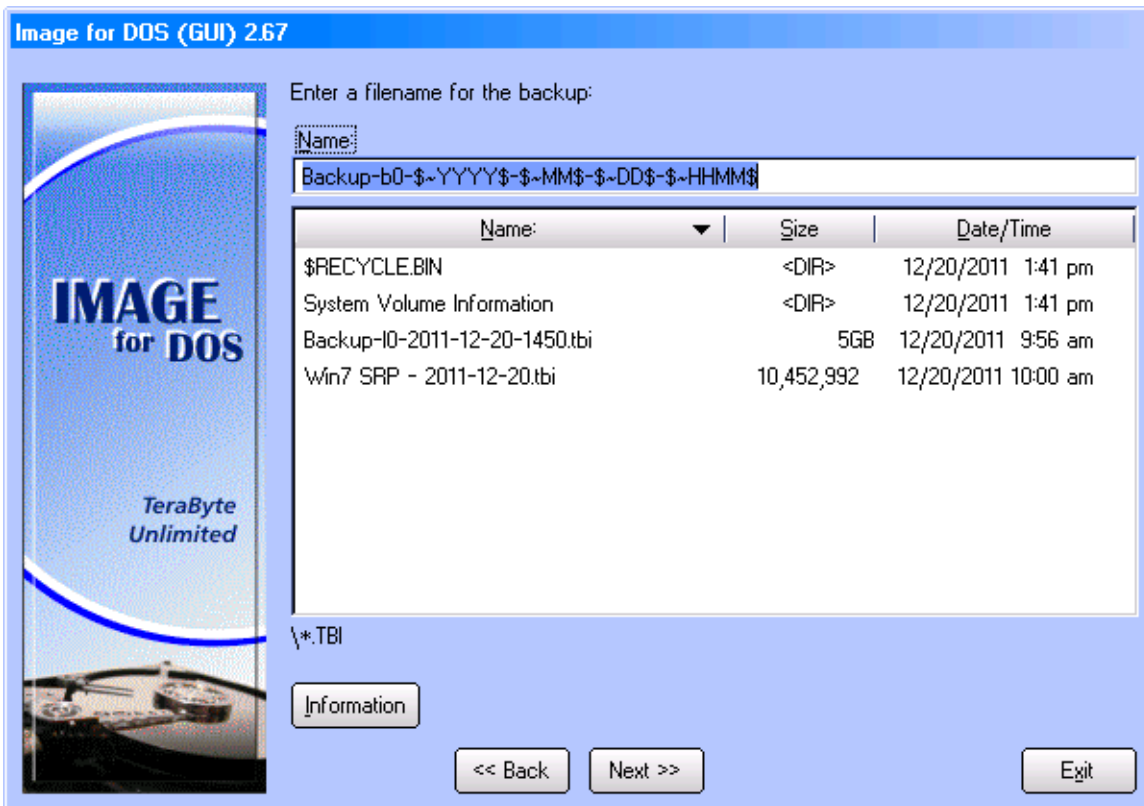 Image for DOS (GUI) 2.67
Enter a filename for the backup:
Name:
Backup-b0-$~YYYY$-$~MM$-$~DD$-$~HHMM$
Name: Size Date/Time
$RECYCLE.BIN <DIR> 12/20/2011 1:41 pm
System Volume Information <DIR> 12/20/2011 1:41 pm
Backup-I0-2011-12-20-1450.tbi 5GB 12/20/2011 9:56 am
Win7 SRP - 2011-12-20.tbi 10,452,992 12/20/2011 10:00 am
IMAGE
for DOS
TeraByte
Unlimited
\*.TBI
Information
<< Back Next >> Exit